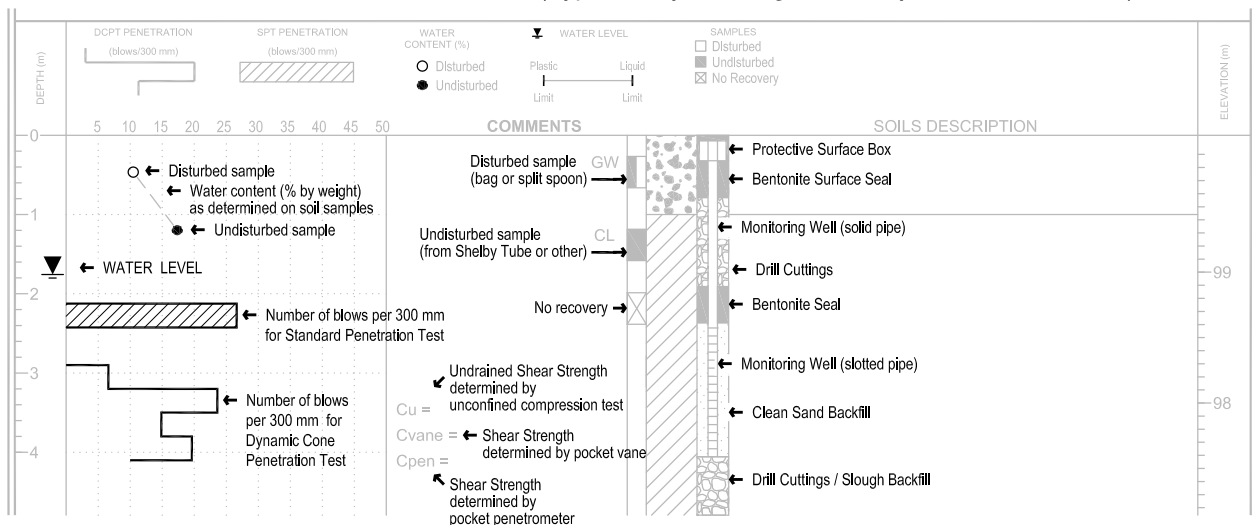 DEPTH (m)
DCPT PENETRATION
(blows/300 mm)
SPT PENETRATION
(blows/300 mm)
WATER
CONTENT (%)
Disturbed
Undisturbed
WATER LEVEL
Plastic
Liquid
Limit
Limit
SAMPLES
Disturbed
Undisturbed
No Recovery
ELEVATION (m)
5 10 15 20 25 30 35 40 45 50
COMMENTS
SOILS DESCRIPTION
0
1
2
3
4
Disturbed sample
Water content (% by weight)
as determined on soil samples
Undisturbed sample
WATER LEVEL
Number of blows per 300 mm
for Standard Penetration Test
Number of blows
per 300 mm for
Dynamic Cone
Penetration Test
Disturbed sample
(bag or split spoon)
GW
Undisturbed sample
(from Shelby Tube or other)
CL
No recovery
Undrained Shear Strength
determined by
unconfined compression test
Cu =
Cvane =
Shear Strength
determined by pocket vane
Cpen =
Shear Strength
determined by
pocket penetrometer
Protective Surface Box
Bentonite Surface Seal
Monitoring Well (solid pipe)
Drill Cuttings
Bentonite Seal
Monitoring Well (slotted pipe)
Clean Sand Backfill
Drill Cuttings / Slough Backfill
99
98